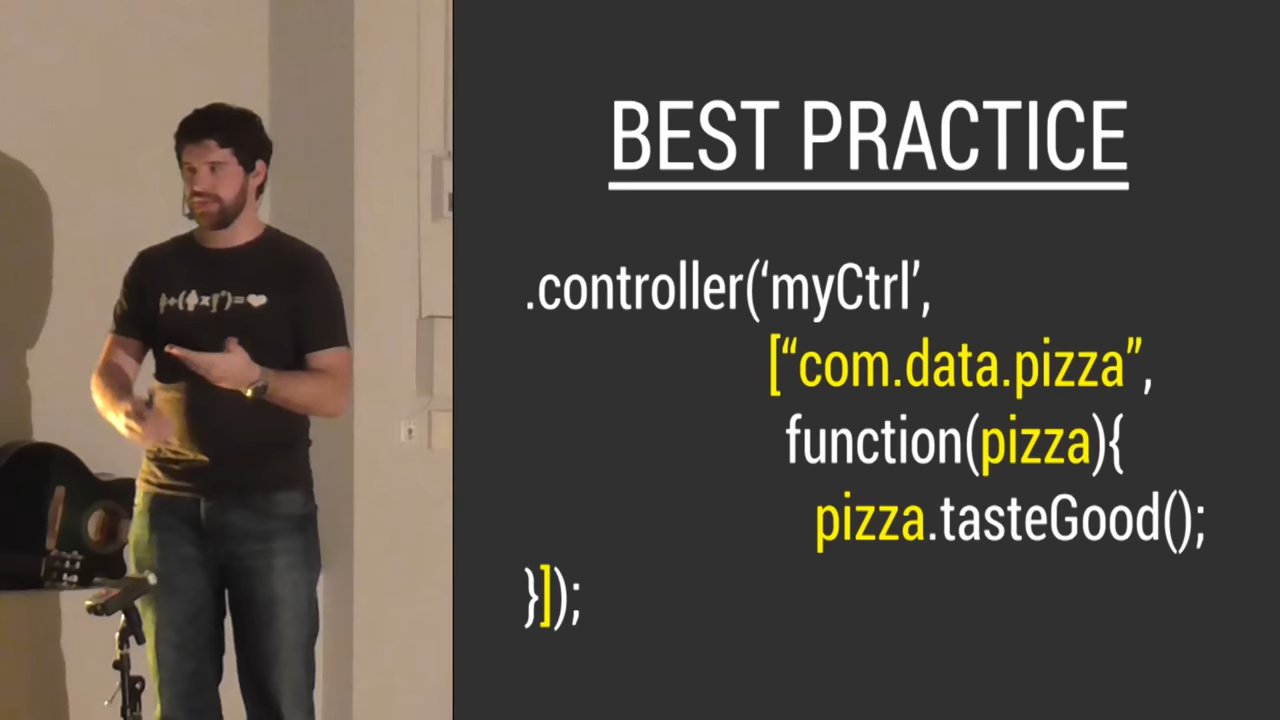 BEST PRACTICE
.controller(‘myCtrl’,
[“com.data.pizza”,
function(pizza){
pizza.tasteGood();
}]);